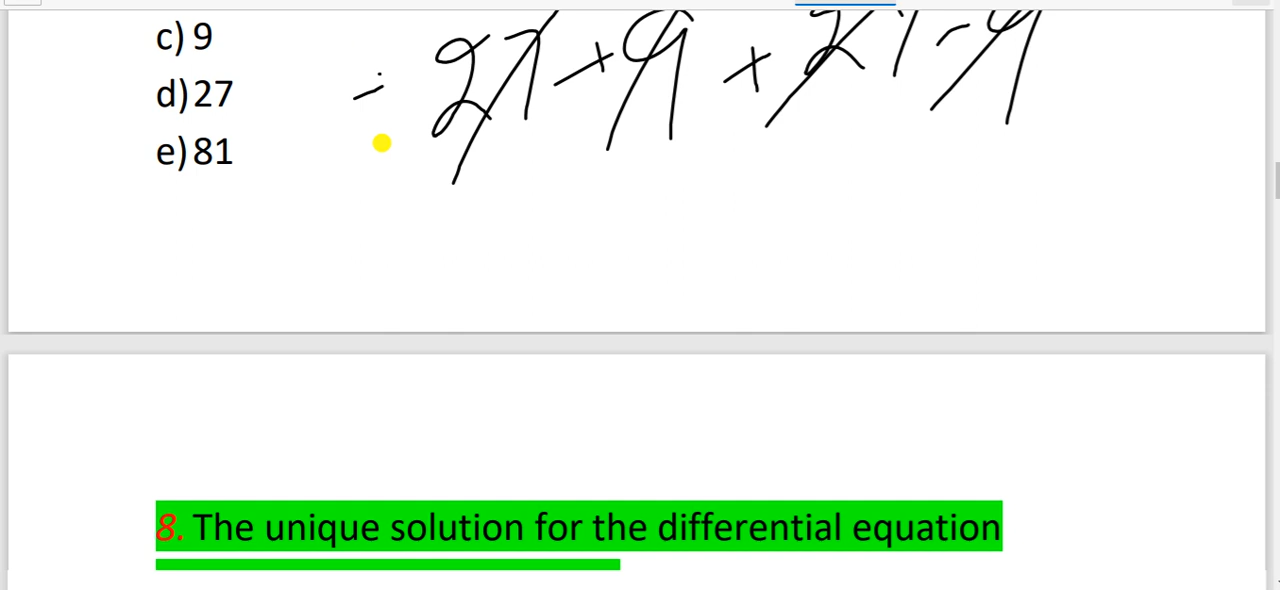 c) 9
d) 27
e) 81
- 27 + 9 + 27 - 9
8. The unique solution for the differential equation